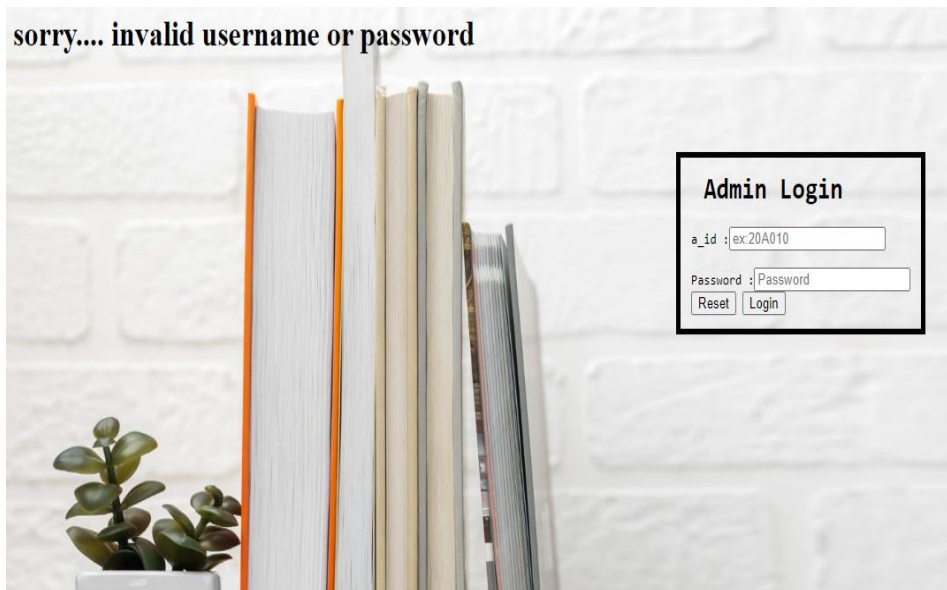 sorry.... invalid username or password
Admin Login
a_id : ex:20A010
Password : Password
Reset Login